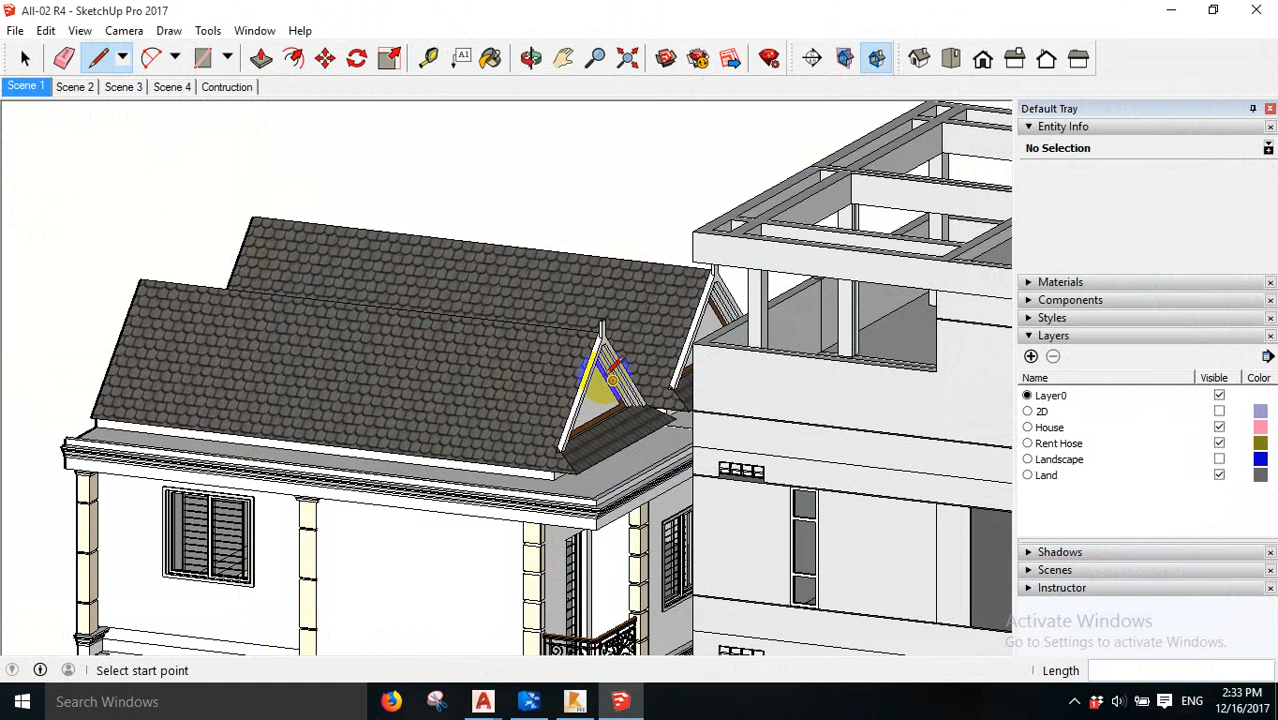 All-02 R4 - SketchUp Pro 2017
File Edit View Camera Draw Tools Window Help
A1
Scene 1 Scene 2 Scene 3 Scene 4 Contruction
Default Tray
Entity Info
No Selection
Materials
Components
Styles
Layers
Name Visible Color
Layer0
2D
House
Rent Hose
Landscape
Land
Shadows
Scenes
Instructor
Activate Windows
Go to Settings to activate Windows.
Select start point Length
Search Windows
ENG
2:33 PM
12/16/2017